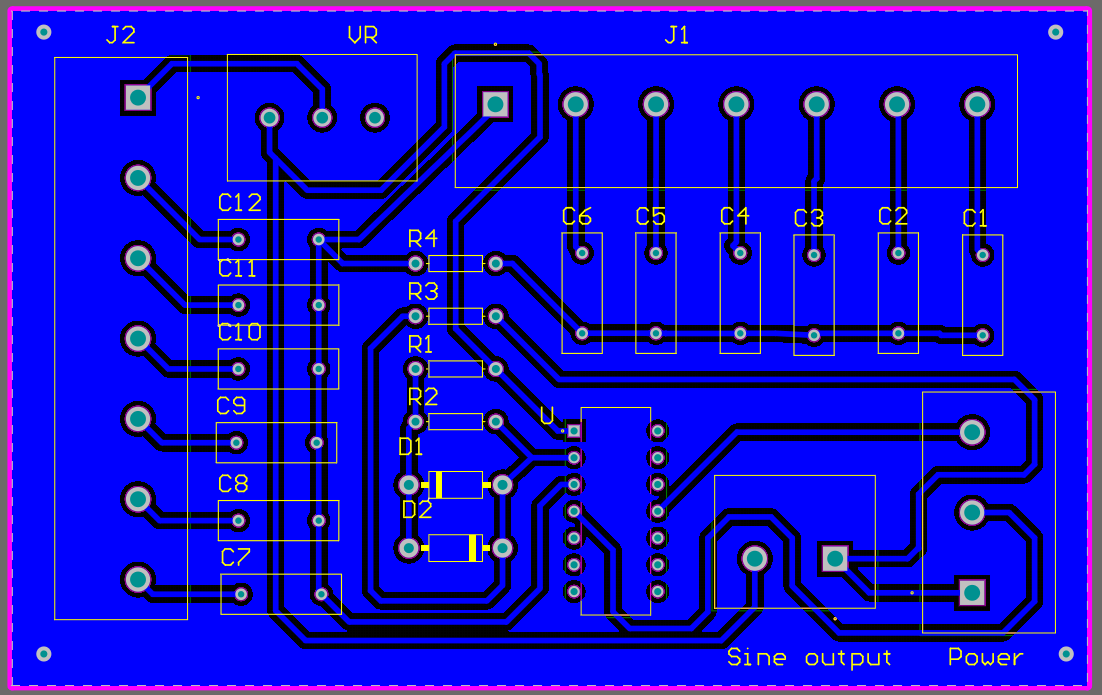 J2 VR J1
C12 C6 C5 C4 C3 C2 C1
R4
C11
R3
C10
R1
R2
C9
U
D1
C8
D2
C7
Sine output Power